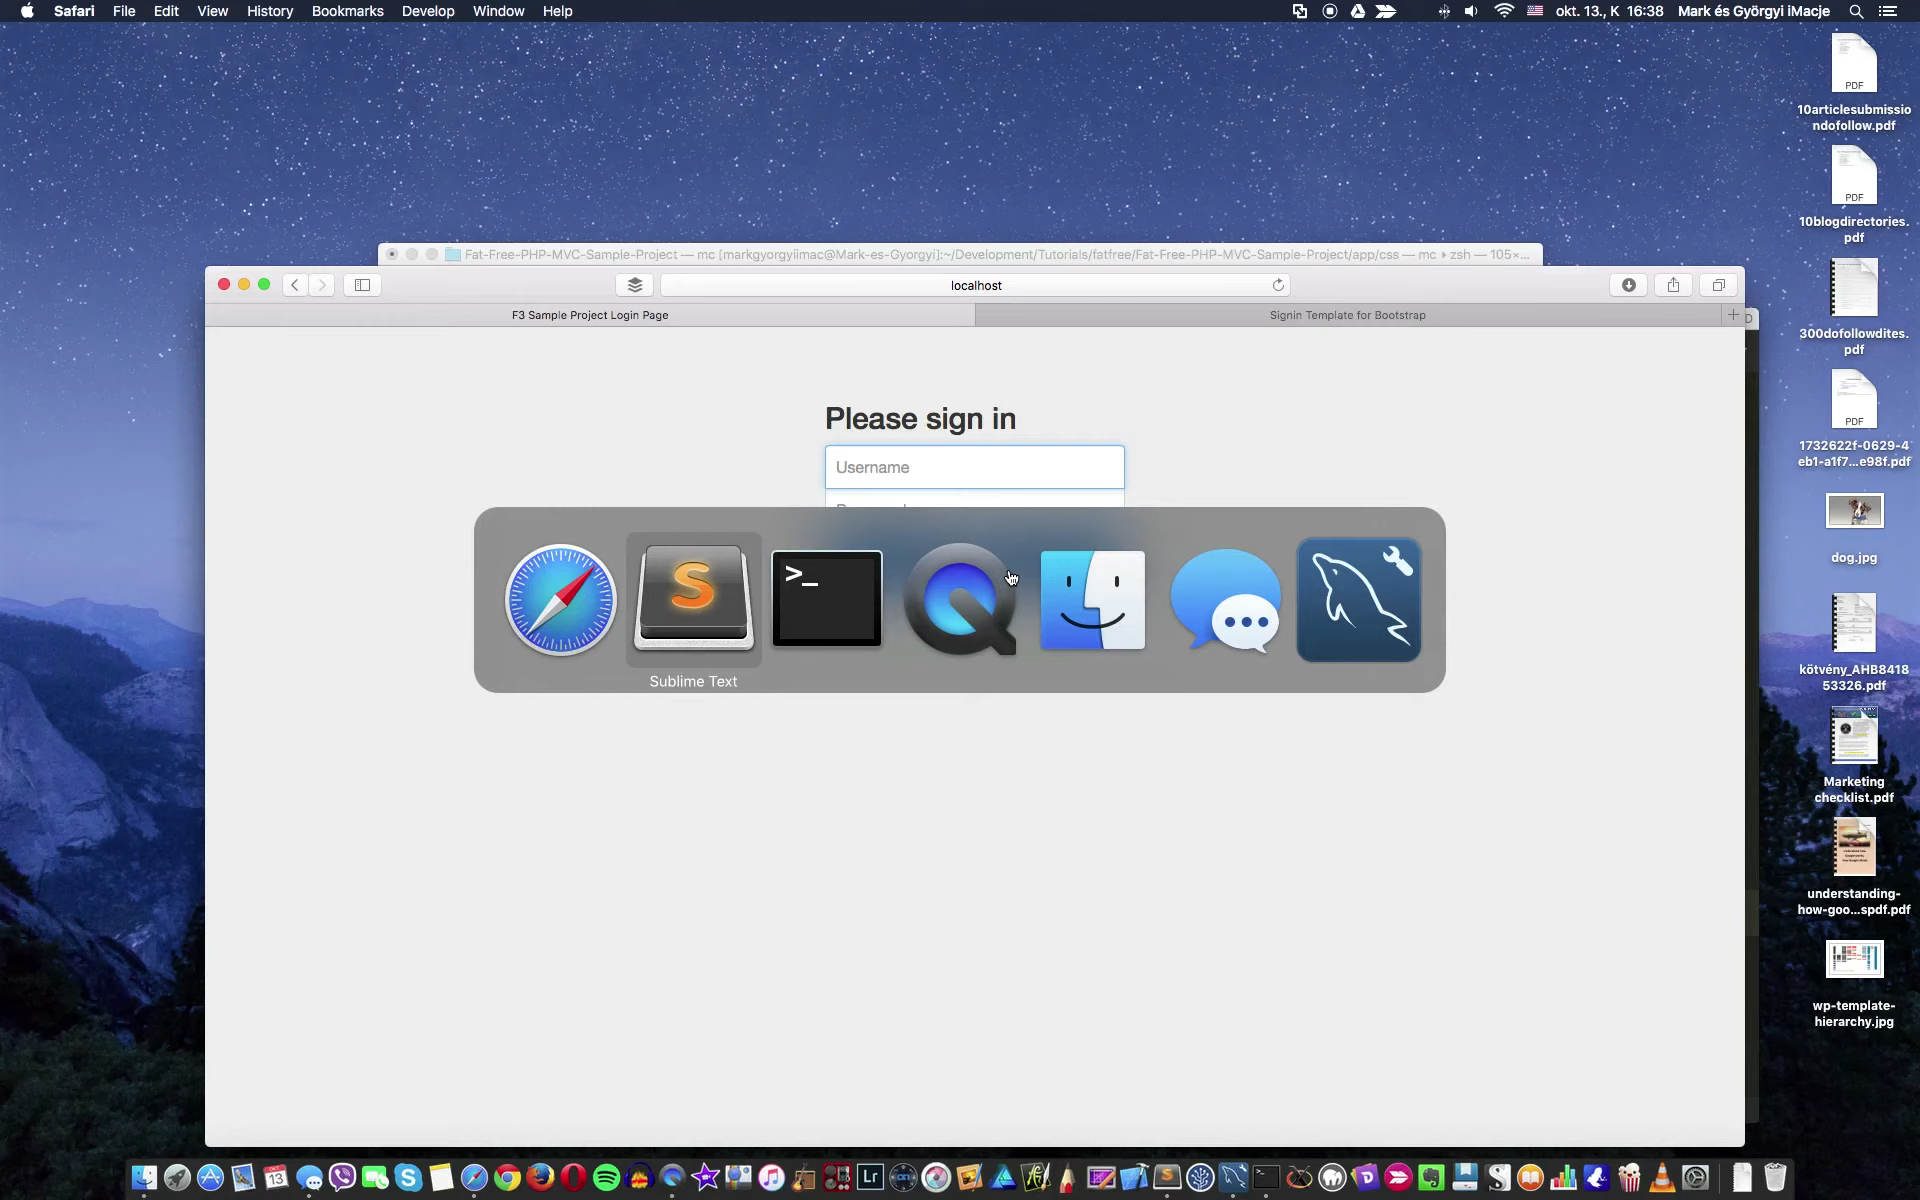 Safari File Edit View History Bookmarks Develop Window Help
okt. 13., K 16:38 Mark és Györgyi iMacje
PDF
10articlesubmissio
ndofollow.pdf
PDF
10blogdirectories.
pdf
300dofollowdites.
pdf
PDF
1732622f-0629-4
eb1-a1f7...e98f.pdf
dog.jpg
kötvény_AHB8418
53326.pdf
Marketing
checklist.pdf
understanding-
how-goo...spdf.pdf
wp-template-
hierarchy.jpg
Fat-Free-PHP-MVC-Sample-Project — mc [markgyorgyiimac@Mark-es-Gyorgyi]:~/Development/Tutorials/fatfree/Fat-Free-PHP-MVC-Sample-Project/app/css — mc ▸ zsh — 105×...
localhost
F3 Sample Project Login Page
Signin Template for Bootstrap
Please sign in
Username
S
>_
Sublime Text